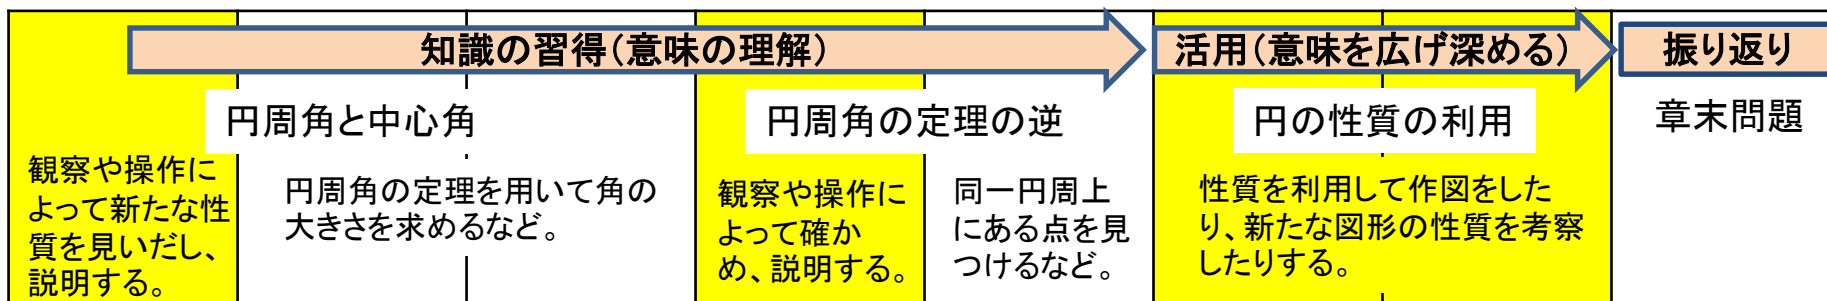 知識の習得(意味の理解)
活用(意味を広げ深める)
振り返り
円周角と中心角
円周角の定理の逆
円の性質の利用
章末問題
観察や操作に
よって新たな性
質を見いだし、
説明する。
円周角の定理を用いて角の
大きさを求めるなど。
観察や操作に
よって確か
め、説明する。
同一円周上
にある点を見
つけるなど。
性質を利用して作図をした
り、新たな図形の性質を考察
したりする。